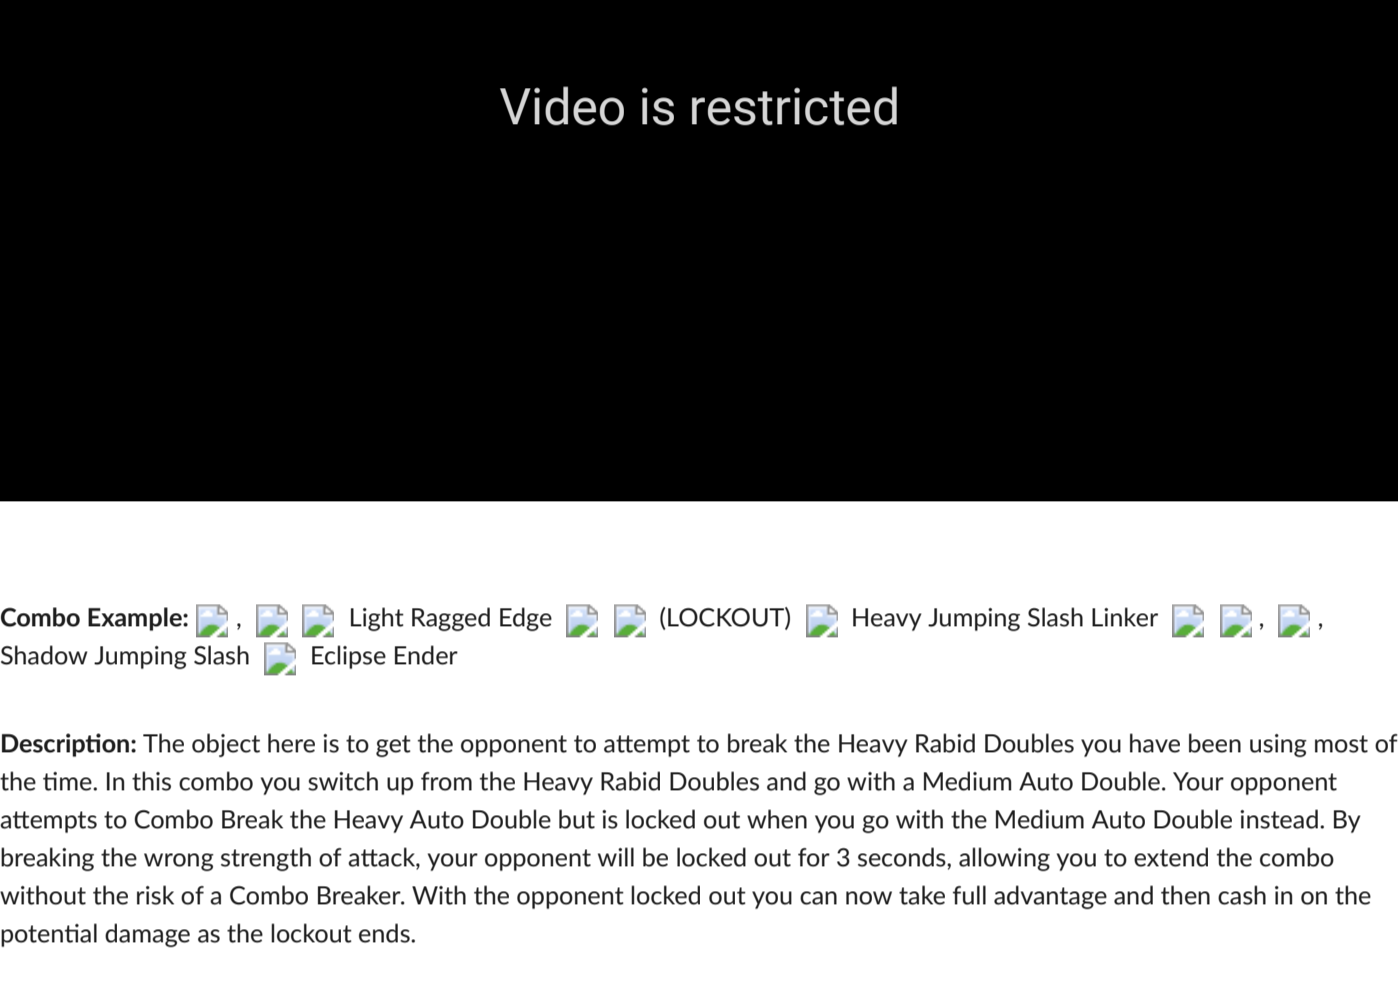 Video is restricted
Combo Example: , Light Ragged Edge (LOCKOUT) Heavy Jumping Slash Linker , ,
Shadow Jumping Slash Eclipse Ender
Description: The object here is to get the opponent to attempt to break the Heavy Rabid Doubles you have been using most of
the time. In this combo you switch up from the Heavy Rabid Doubles and go with a Medium Auto Double. Your opponent
attempts to Combo Break the Heavy Auto Double but is locked out when you go with the Medium Auto Double instead. By
breaking the wrong strength of attack, your opponent will be locked out for 3 seconds, allowing you to extend the combo
without the risk of a Combo Breaker. With the opponent locked out you can now take full advantage and then cash in on the
potential damage as the lockout ends.